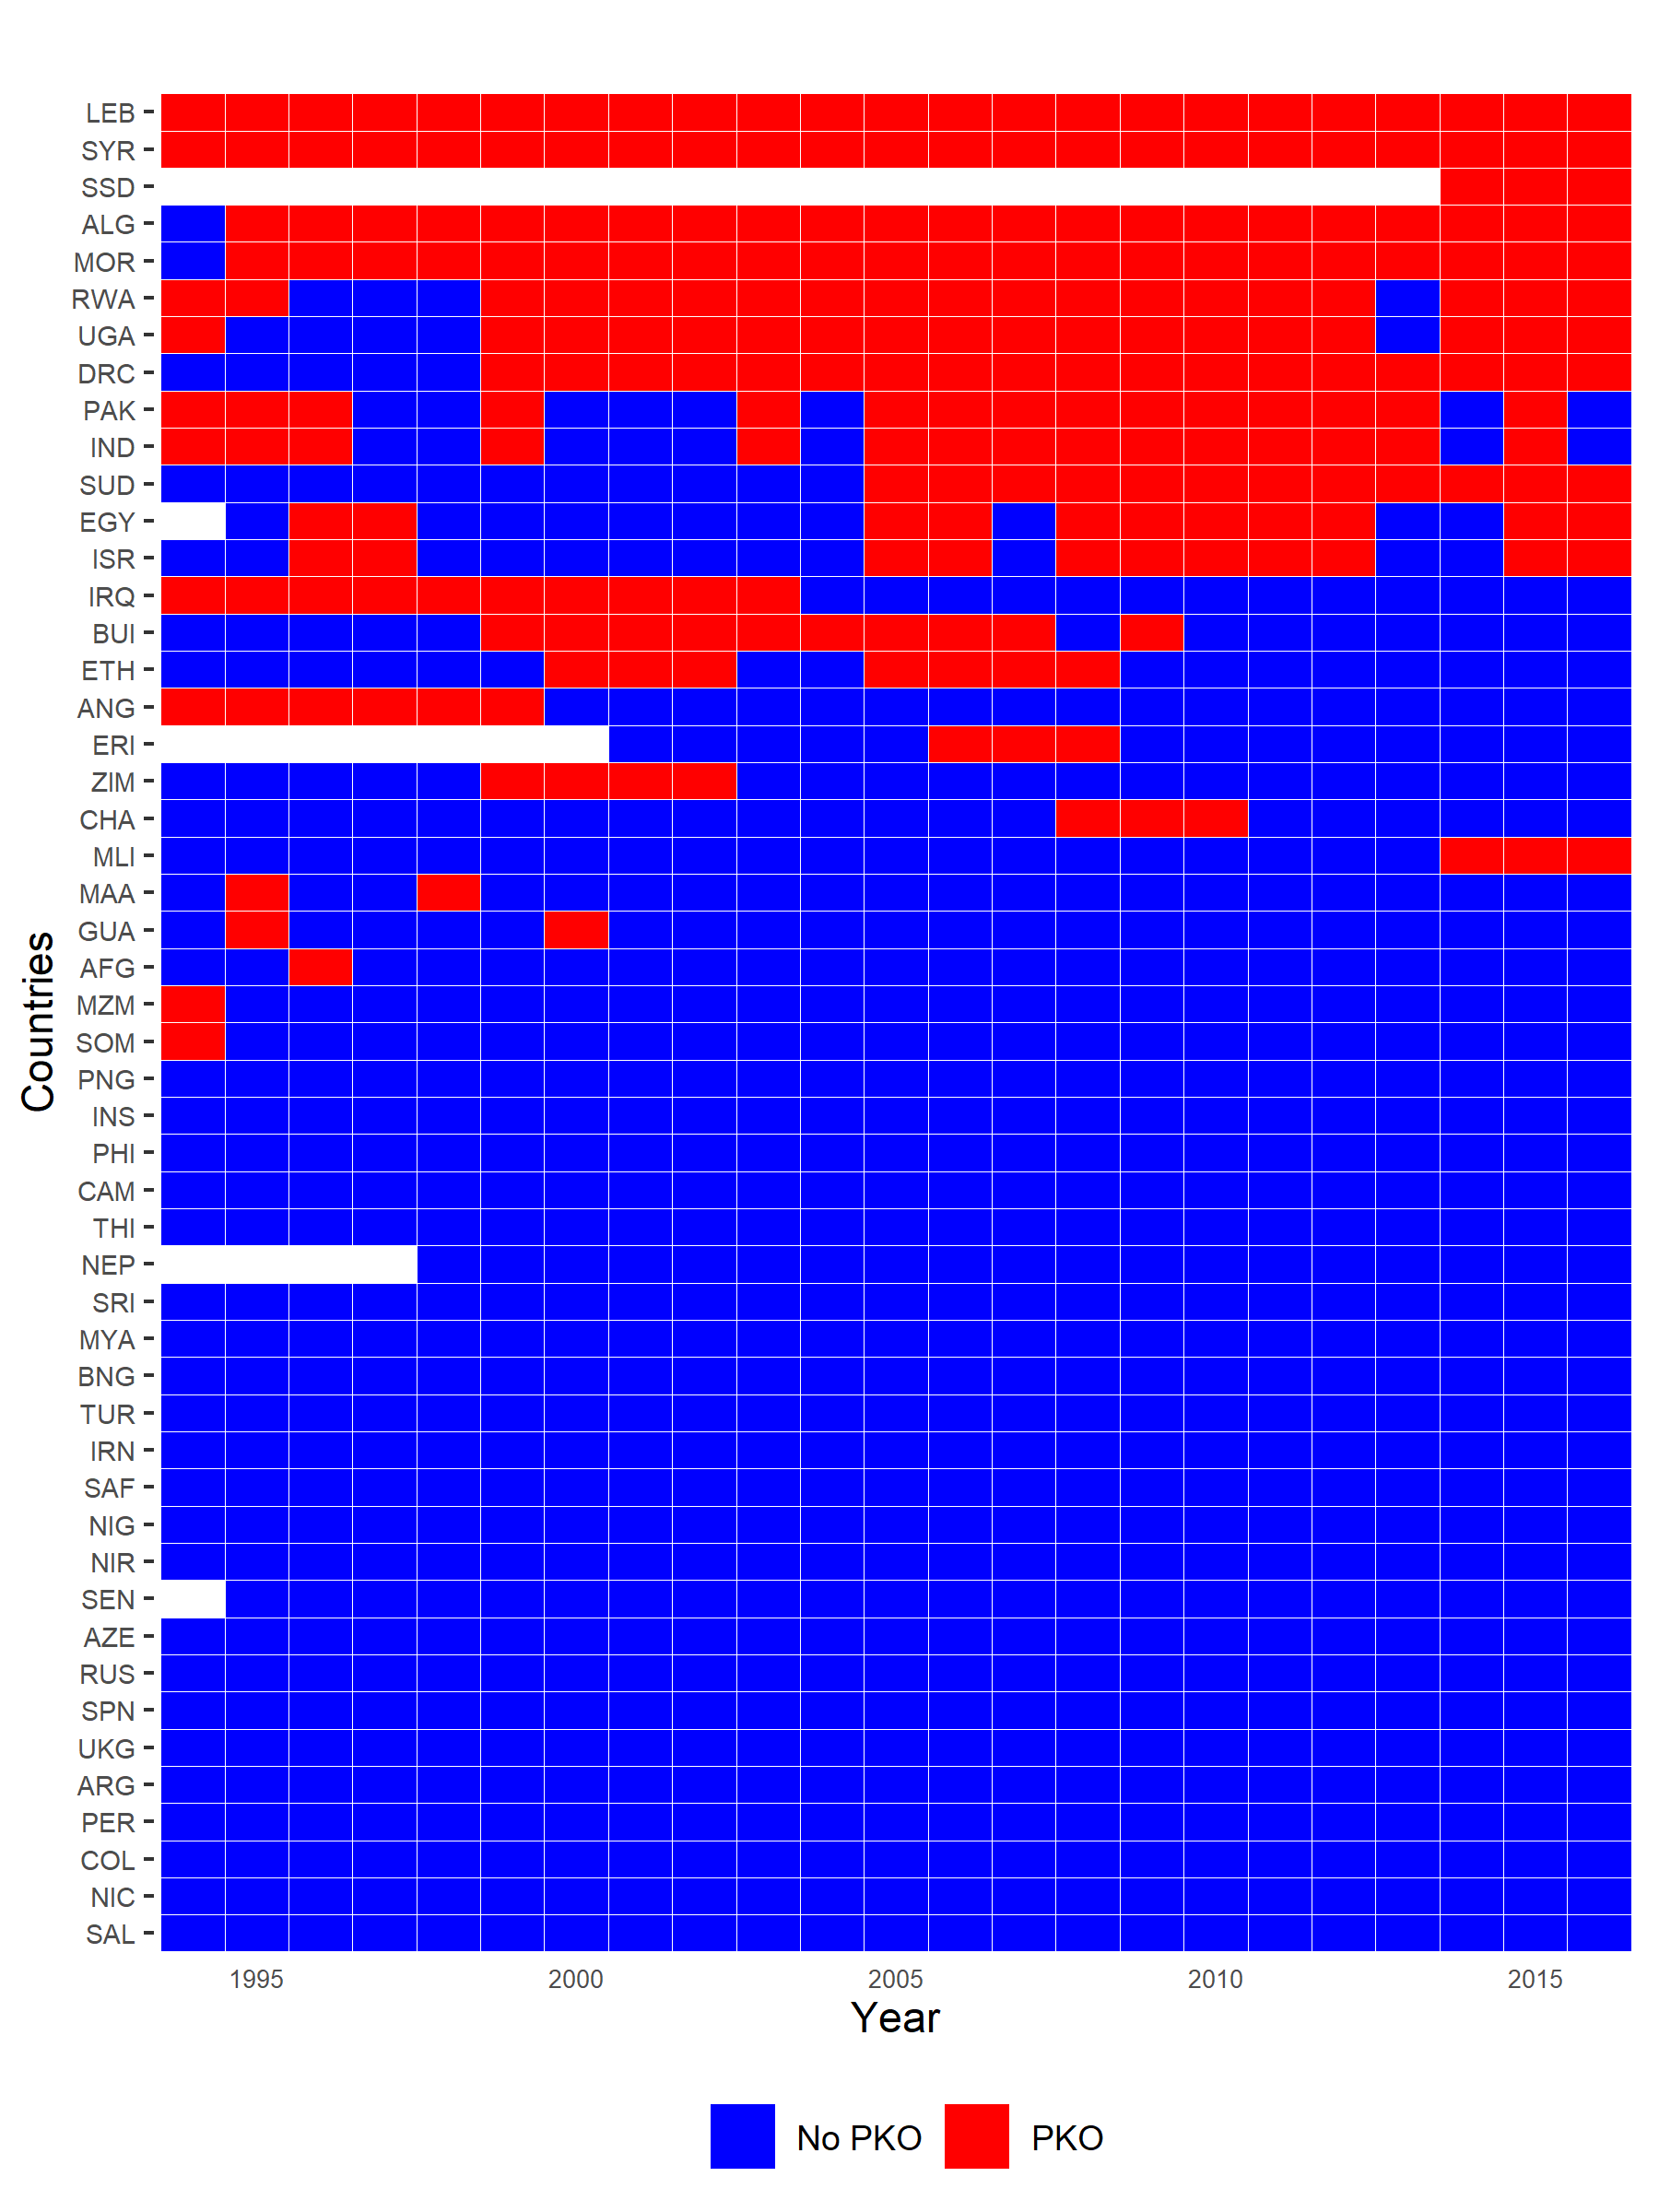 LEB
SYR
SSD
ALG
MOR
RWA
UGA
DRC
PAK
IND
SUD
EGY
ISR
IRQ
BUI
ETH
ANG
ERI
ZIM
CHA
MLI
MAA
GUA
AFG
MZM
SOM
PNG
INS
PHI
CAM
THI
NEP
SRI
MYA
BNG
TUR
IRN
SAF
NIG
NIR
SEN
AZE
RUS
SPN
UKG
ARG
PER
COL
NIC
SAL
Countries
1995 2000 2005 2010 2015
Year
No PKO PKO